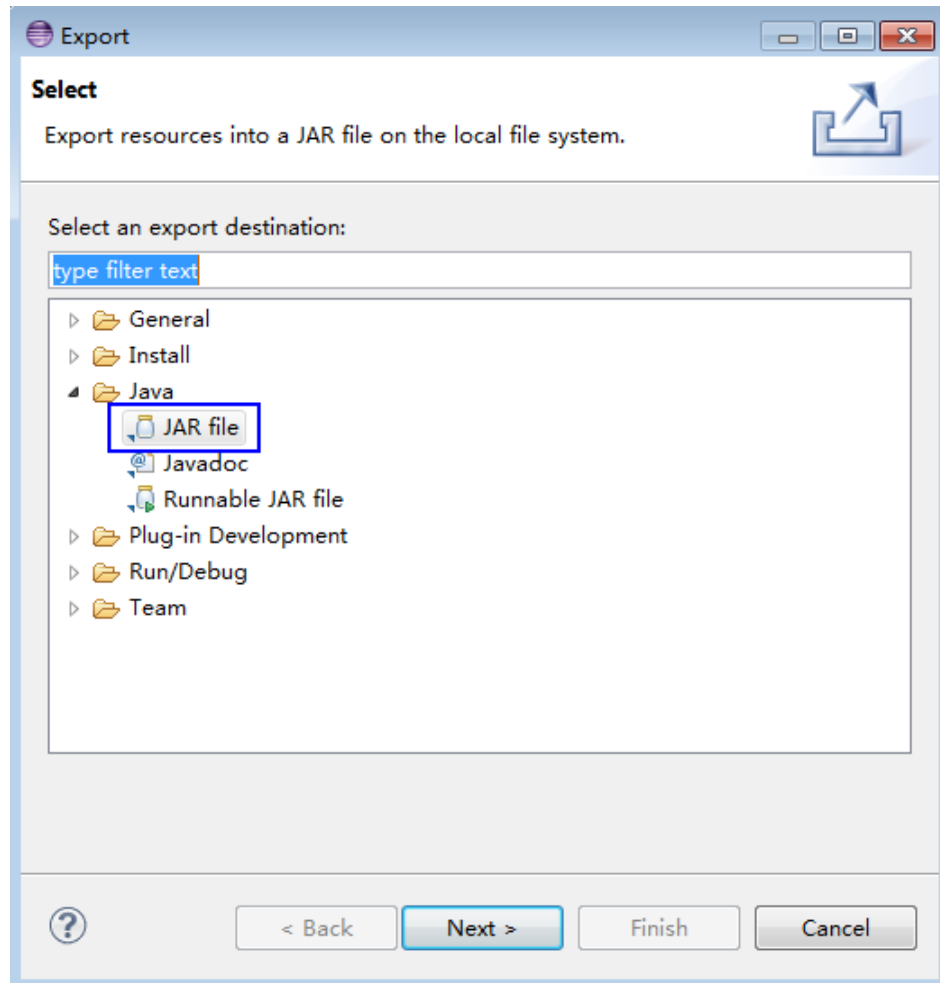 Export
Select
Export resources into a JAR file on the local file system.
Select an export destination:
type filter text
General
Install
Java
JAR file
Javadoc
Runnable JAR file
Plug-in Development
Run/Debug
Team
? < Back Next > Finish Cancel